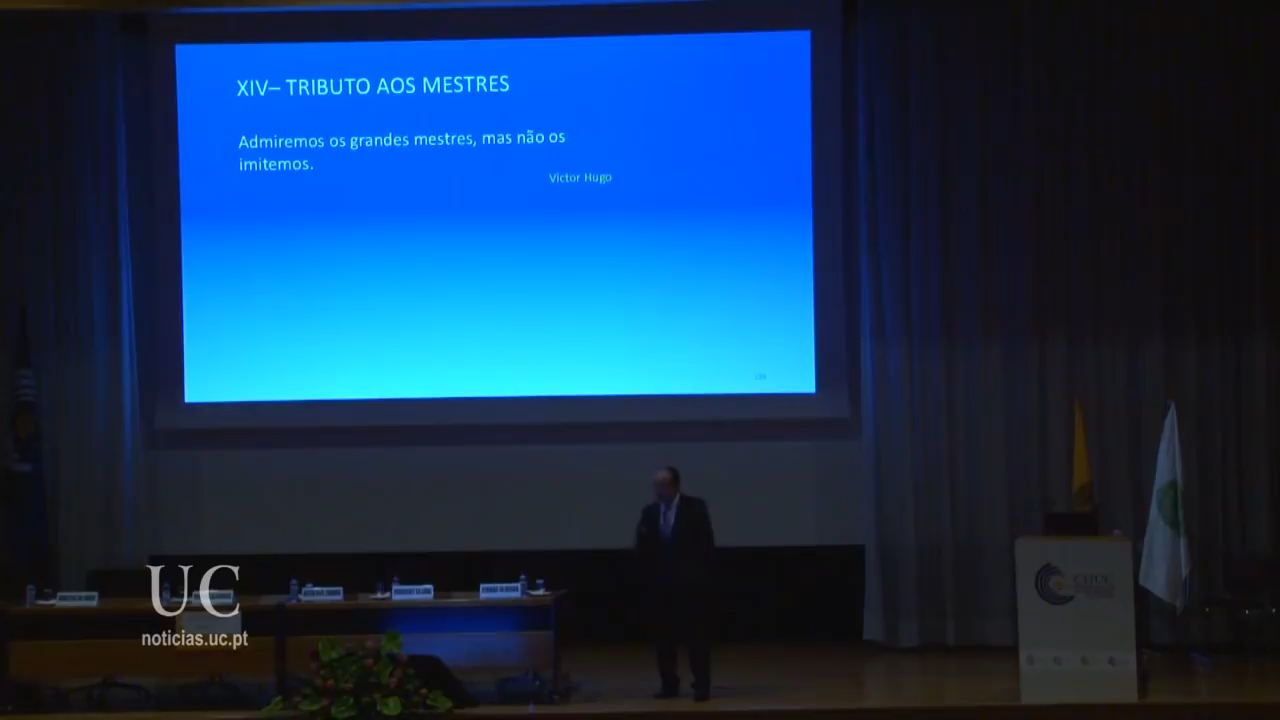 XIV– TRIBUTO AOS MESTRES
Admiremos os grandes mestres, mas não os
imitemos.
Victor Hugo
UC
noticias.uc.pt